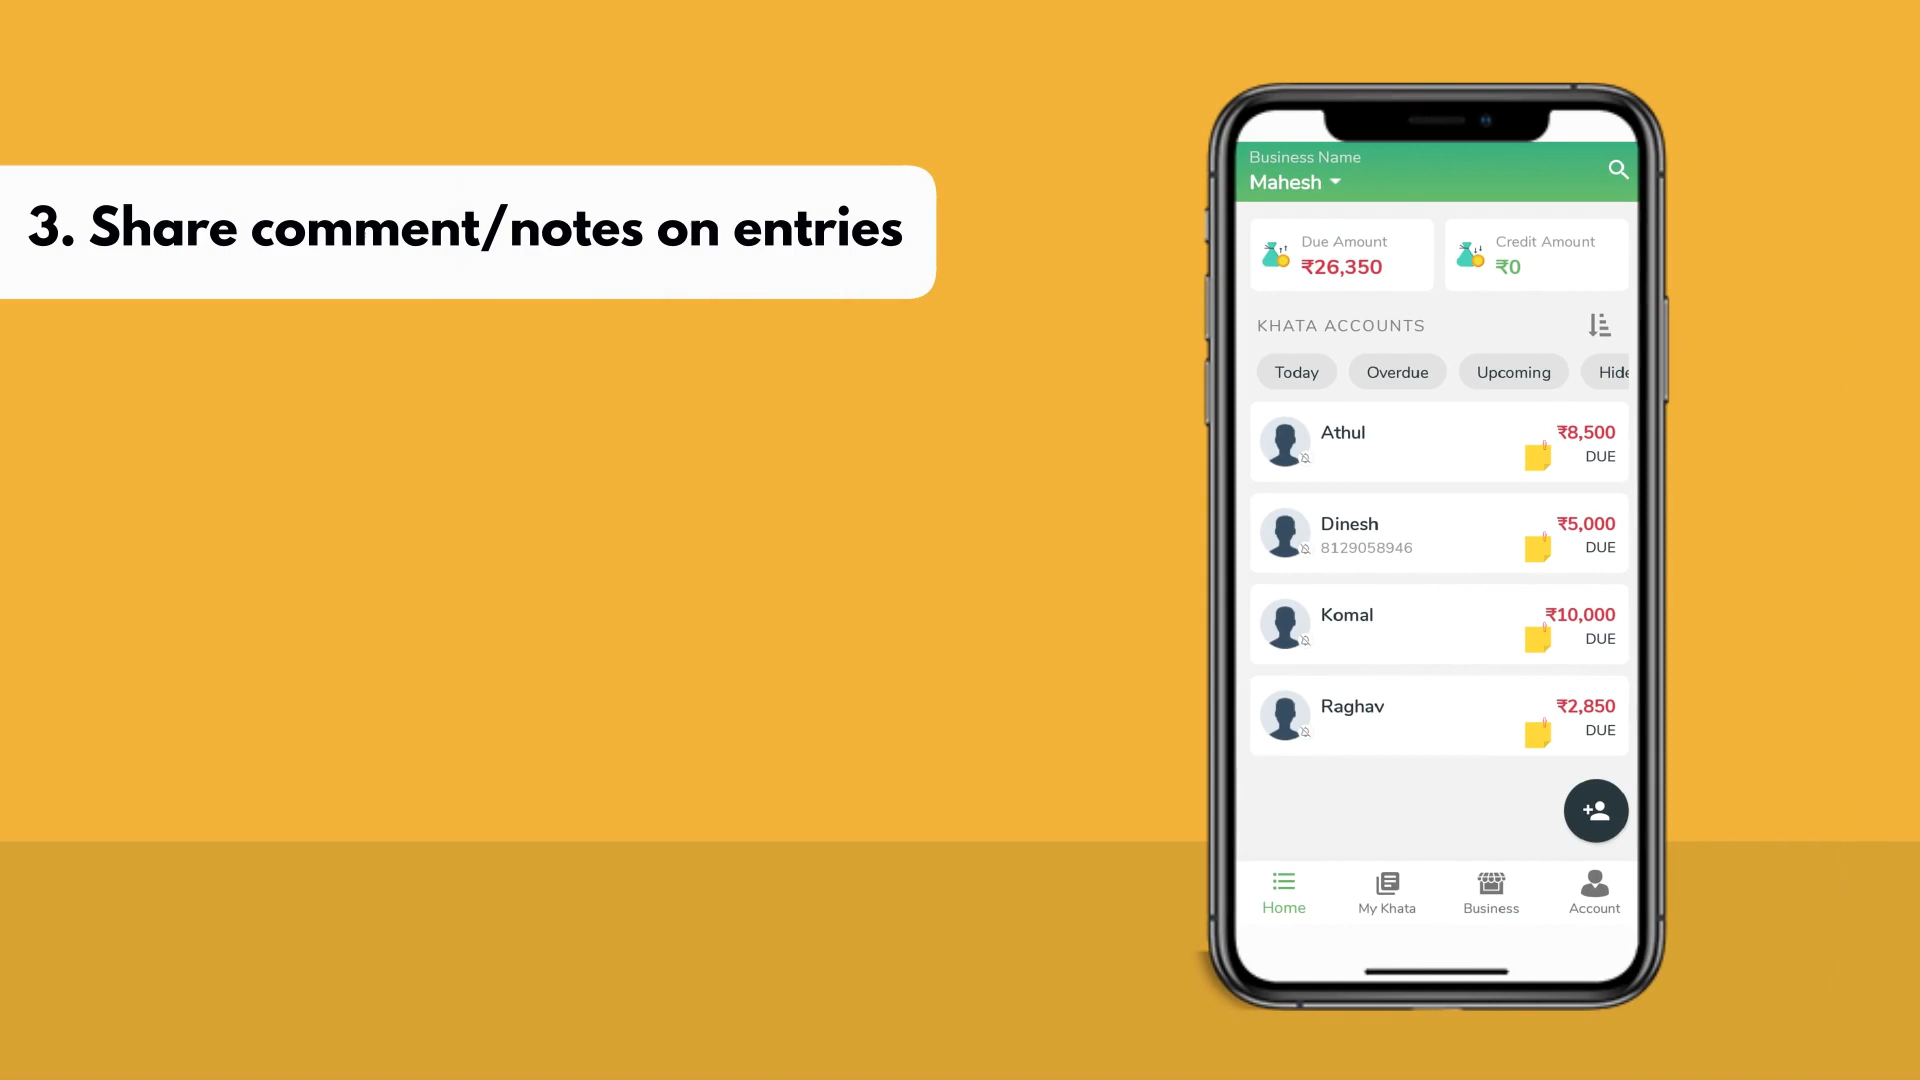 3. Share comment/notes on entries
Business Name
Mahesh
Due Amount
₹26,350
Credit Amount
₹0
KHATA ACCOUNTS
Today
Overdue
Upcoming
Hide
Athul
₹8,500
DUE
Dinesh
₹5,000
8129058946
DUE
Komal
₹10,000
DUE
Raghav
₹2,850
DUE
Home
My Khata
Business
Account